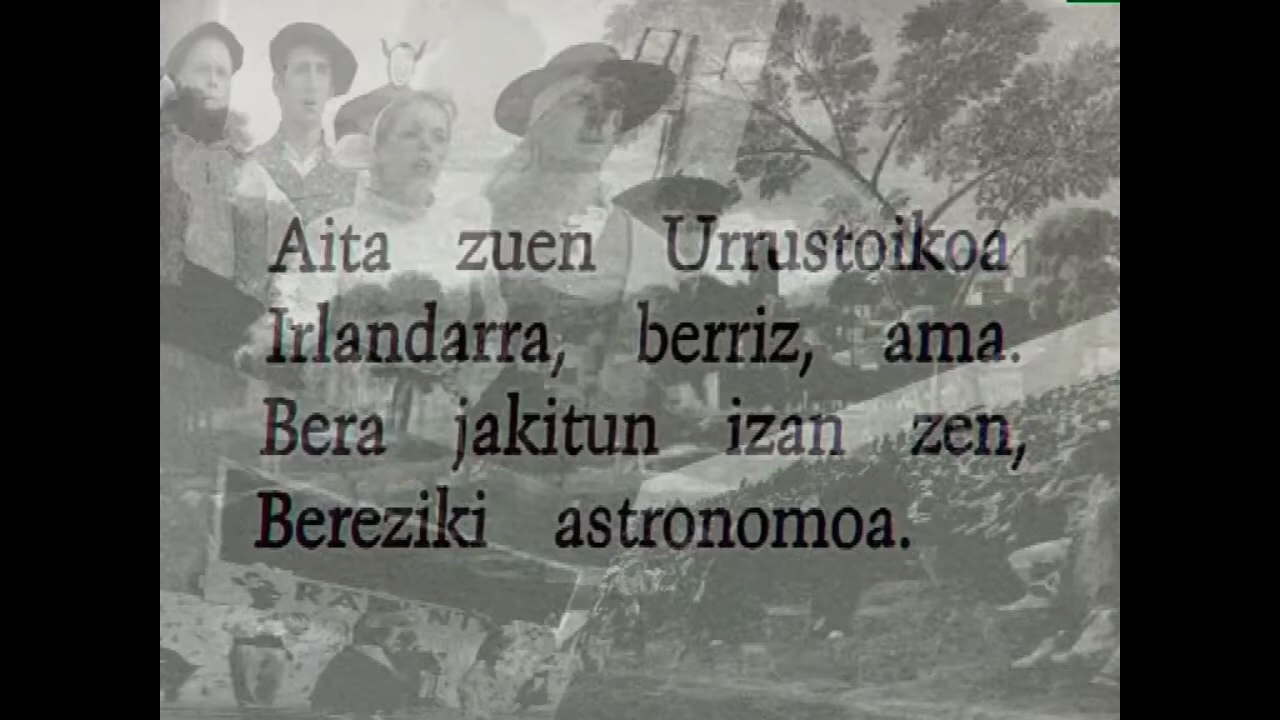 Aita zuen Urrustoikoa
Irlandarra, berriz, ama.
Bera jakitun izan zen,
Bereziki astronomoa.